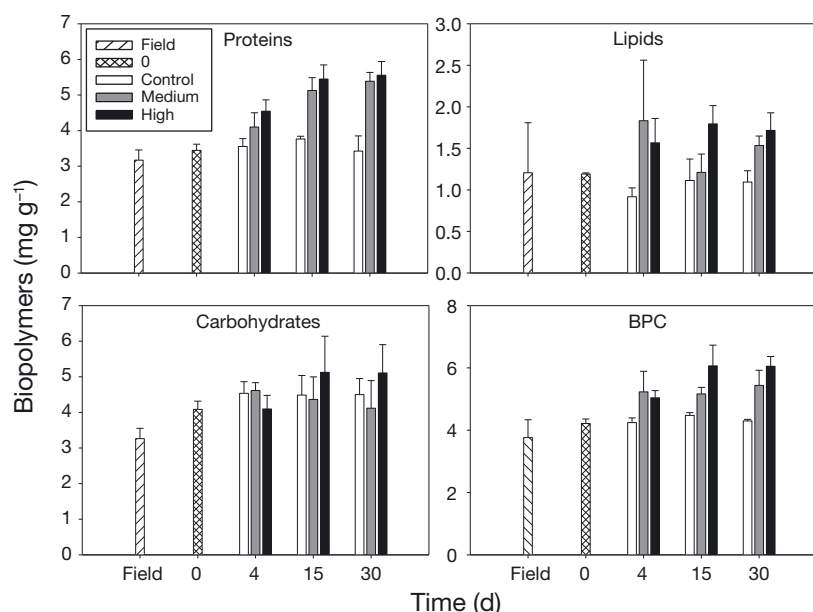 Biopolymers (mg g⁻¹)
Proteins
7
6
5
4
3
2
1
0
Field
0
Control
Medium
High
Lipids
3.0
2.5
2.0
1.5
1.0
0.5
0.0
Carbohydrates
7
6
5
4
3
2
1
0
Field 0 4 15 30
BPC
8
6
4
2
0
Field 0 4 15 30
Time (d)